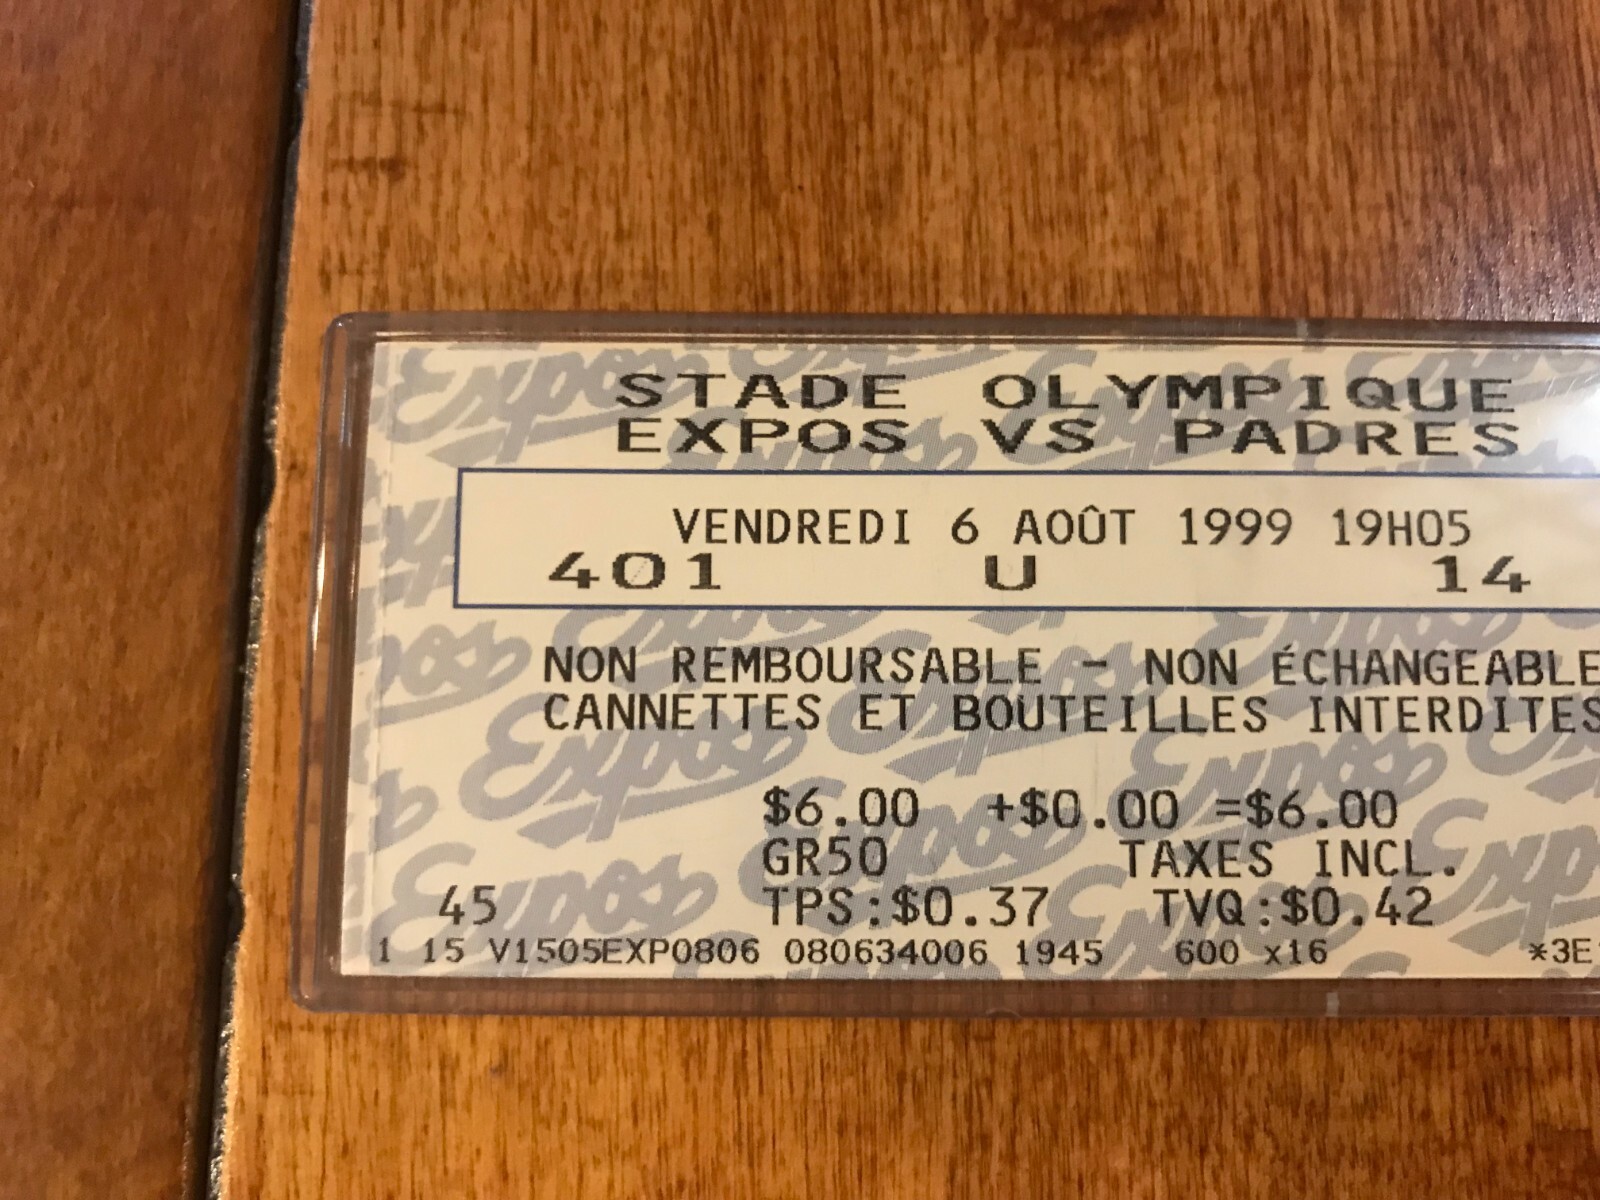 STADE OLYMPIQUE
EXPOS VS PADRES
VENDREDI 6 AOÛT 1999 19H05
401 U 14
NON REMBOURSABLE - NON ÉCHANGEABLE
CANNETTES ET BOUTEILLES INTERDITES
$6.00 +$0.00 =$6.00
GR50 TAXES INCL.
45 TPS:$0.37 TVQ:$0.42
1 15 V1505EXP0806 080634006 1945 600 x16 *3E